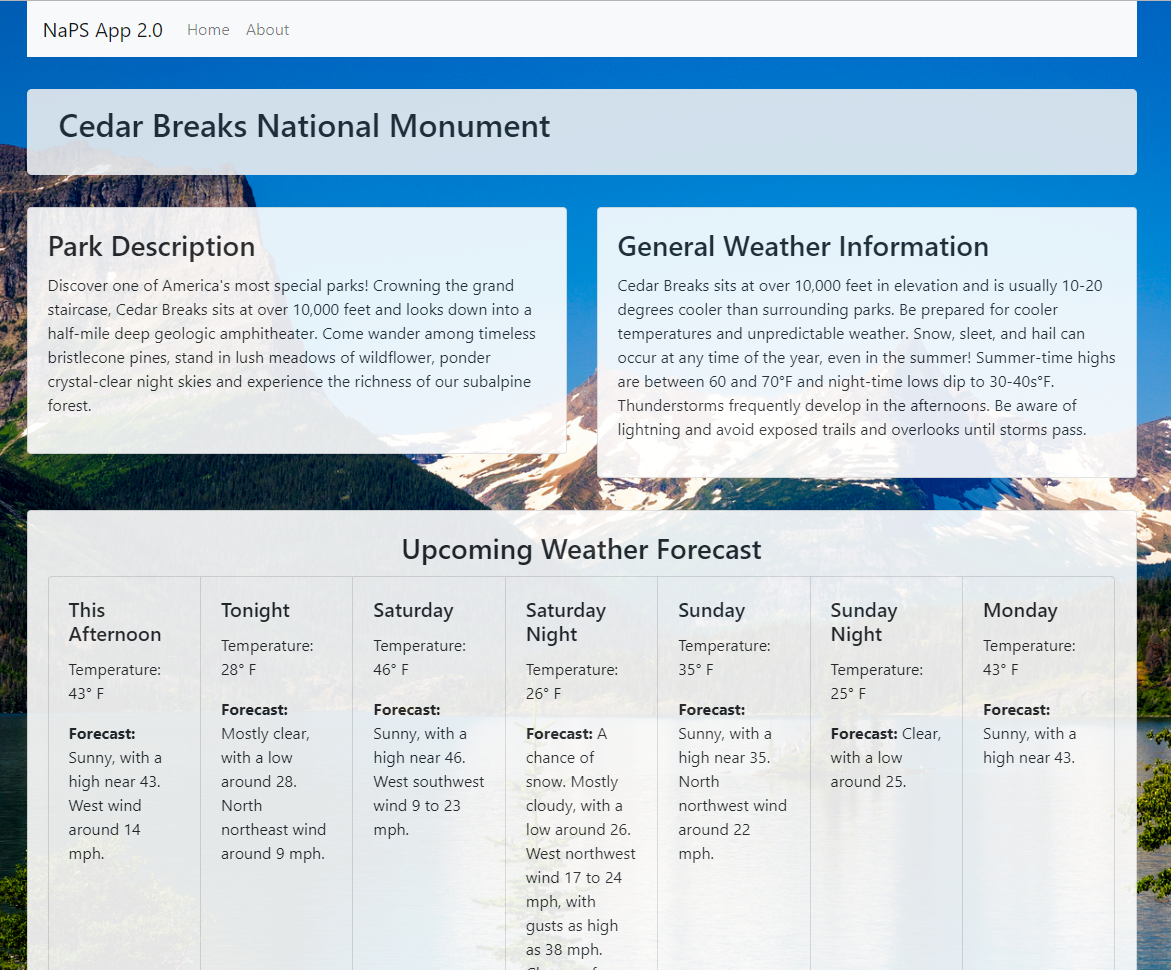 NaPS App 2.0 Home About
Cedar Breaks National Monument
Park Description
Discover one of America's most special parks! Crowning the grand
staircase, Cedar Breaks sits at over 10,000 feet and looks down into a
half-mile deep geologic amphitheater. Come wander among timeless
bristlecone pines, stand in lush meadows of wildflower, ponder
crystal-clear night skies and experience the richness of our subalpine
forest.
General Weather Information
Cedar Breaks sits at over 10,000 feet in elevation and is usually 10-20
degrees cooler than surrounding parks. Be prepared for cooler
temperatures and unpredictable weather. Snow, sleet, and hail can
occur at any time of the year, even in the summer! Summer-time highs
are between 60 and 70°F and night-time lows dip to 30-40s°F.
Thunderstorms frequently develop in the afternoons. Be aware of
lightning and avoid exposed trails and overlooks until storms pass.
Upcoming Weather Forecast
This
Afternoon
Temperature:
43° F
Forecast:
Sunny, with a
high near 43.
West wind
around 14
mph.
Tonight
Temperature:
28° F
Forecast:
Mostly clear,
with a low
around 28.
North
northeast wind
around 9 mph.
Saturday
Temperature:
46° F
Forecast:
Sunny, with a
high near 46.
West southwest
wind 9 to 23
mph.
Saturday
Night
Temperature:
26° F
Forecast: A
chance of
snow. Mostly
cloudy, with a
low around 26.
West northwest
wind 17 to 24
mph, with
gusts as high
as 38 mph.
Sunday
Temperature:
35° F
Forecast:
Sunny, with a
high near 35.
North
northwest wind
around 22
mph.
Sunday
Night
Temperature:
25° F
Forecast: Clear,
with a low
around 25.
Monday
Temperature:
43° F
Forecast:
Sunny, with a
high near 43.